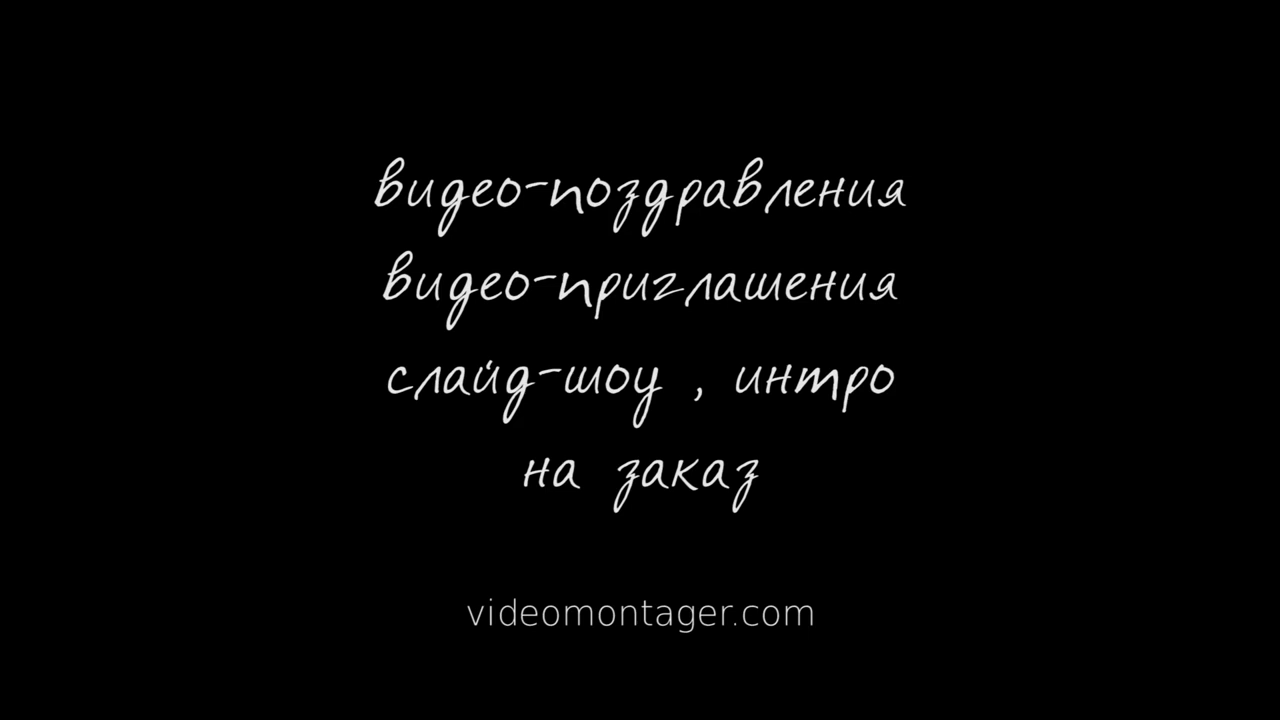 видео-поздравления
видео-приглашения
слайд-шоу , интро
на заказ
videomontager.com